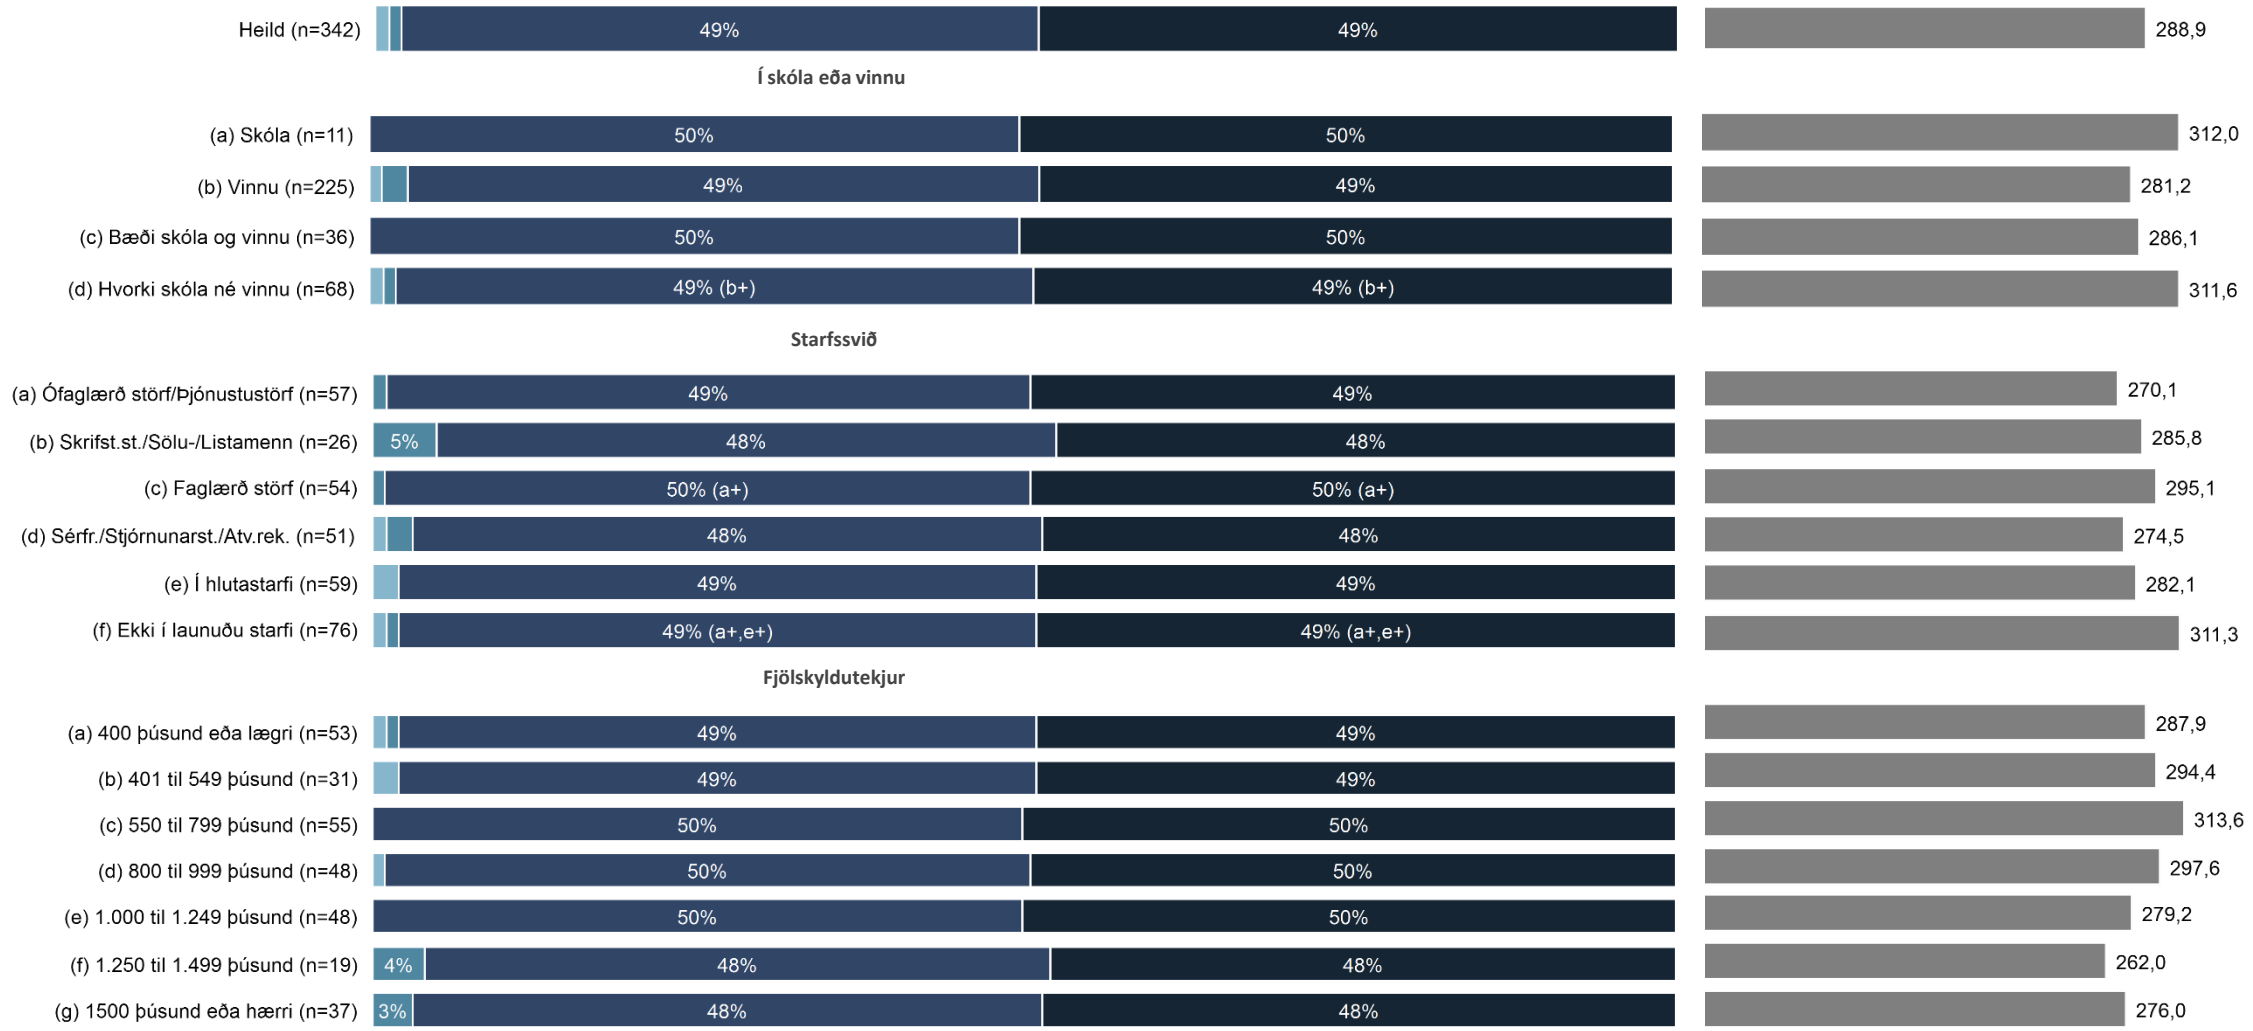 Heild (n=342) 49% 49% 288,9
Í skóla eða vinnu
(a) Skóla (n=11) 50% 50% 312,0
(b) Vinnu (n=225) 49% 49% 281,2
(c) Bæði skóla og vinnu (n=36) 50% 50% 286,1
(d) Hvorki skóla né vinnu (n=68) 49% (b+) 49% (b+) 311,6
Starfssvið
(a) Ófaglærð störf/Þjónustustörf (n=57) 49% 49% 270,1
(b) Skrifst.st./Sölu-/Listamenn (n=26) 5% 48% 48% 285,8
(c) Faglærð störf (n=54) 50% (a+) 50% (a+) 295,1
(d) Sérfr./Stjórnunarst./Atv.rek. (n=51) 48% 48% 274,5
(e) Í hlutastarfi (n=59) 49% 49% 282,1
(f) Ekki í launuðu starfi (n=76) 49% (a+,e+) 49% (a+,e+) 311,3
Fjölskyldutekjur
(a) 400 þúsund eða lægri (n=53) 49% 49% 287,9
(b) 401 til 549 þúsund (n=31) 49% 49% 294,4
(c) 550 til 799 þúsund (n=55) 50% 50% 313,6
(d) 800 til 999 þúsund (n=48) 50% 50% 297,6
(e) 1.000 til 1.249 þúsund (n=48) 50% 50% 279,2
(f) 1.250 til 1.499 þúsund (n=19) 4% 48% 48% 262,0
(g) 1500 þúsund eða hærri (n=37) 3% 48% 48% 276,0